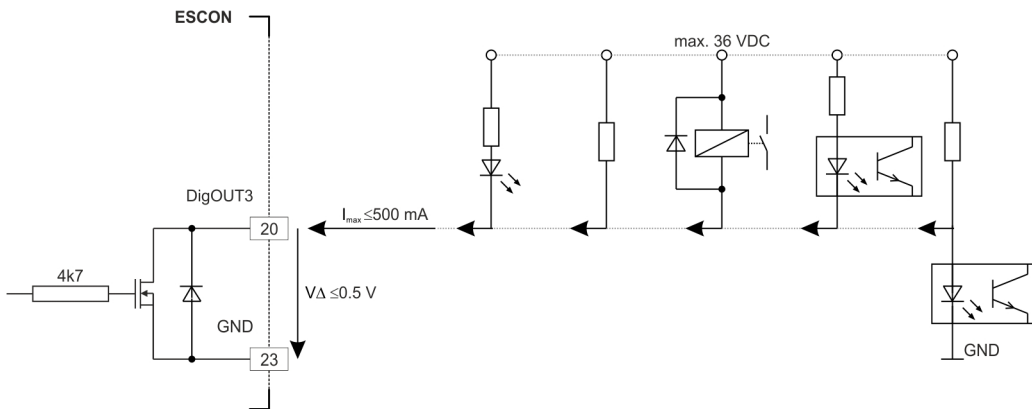 ESCON
max. 36 VDC
DigOUT3
20
Imax ≤500 mA
4k7
VΔ ≤0.5 V
GND
23
GND